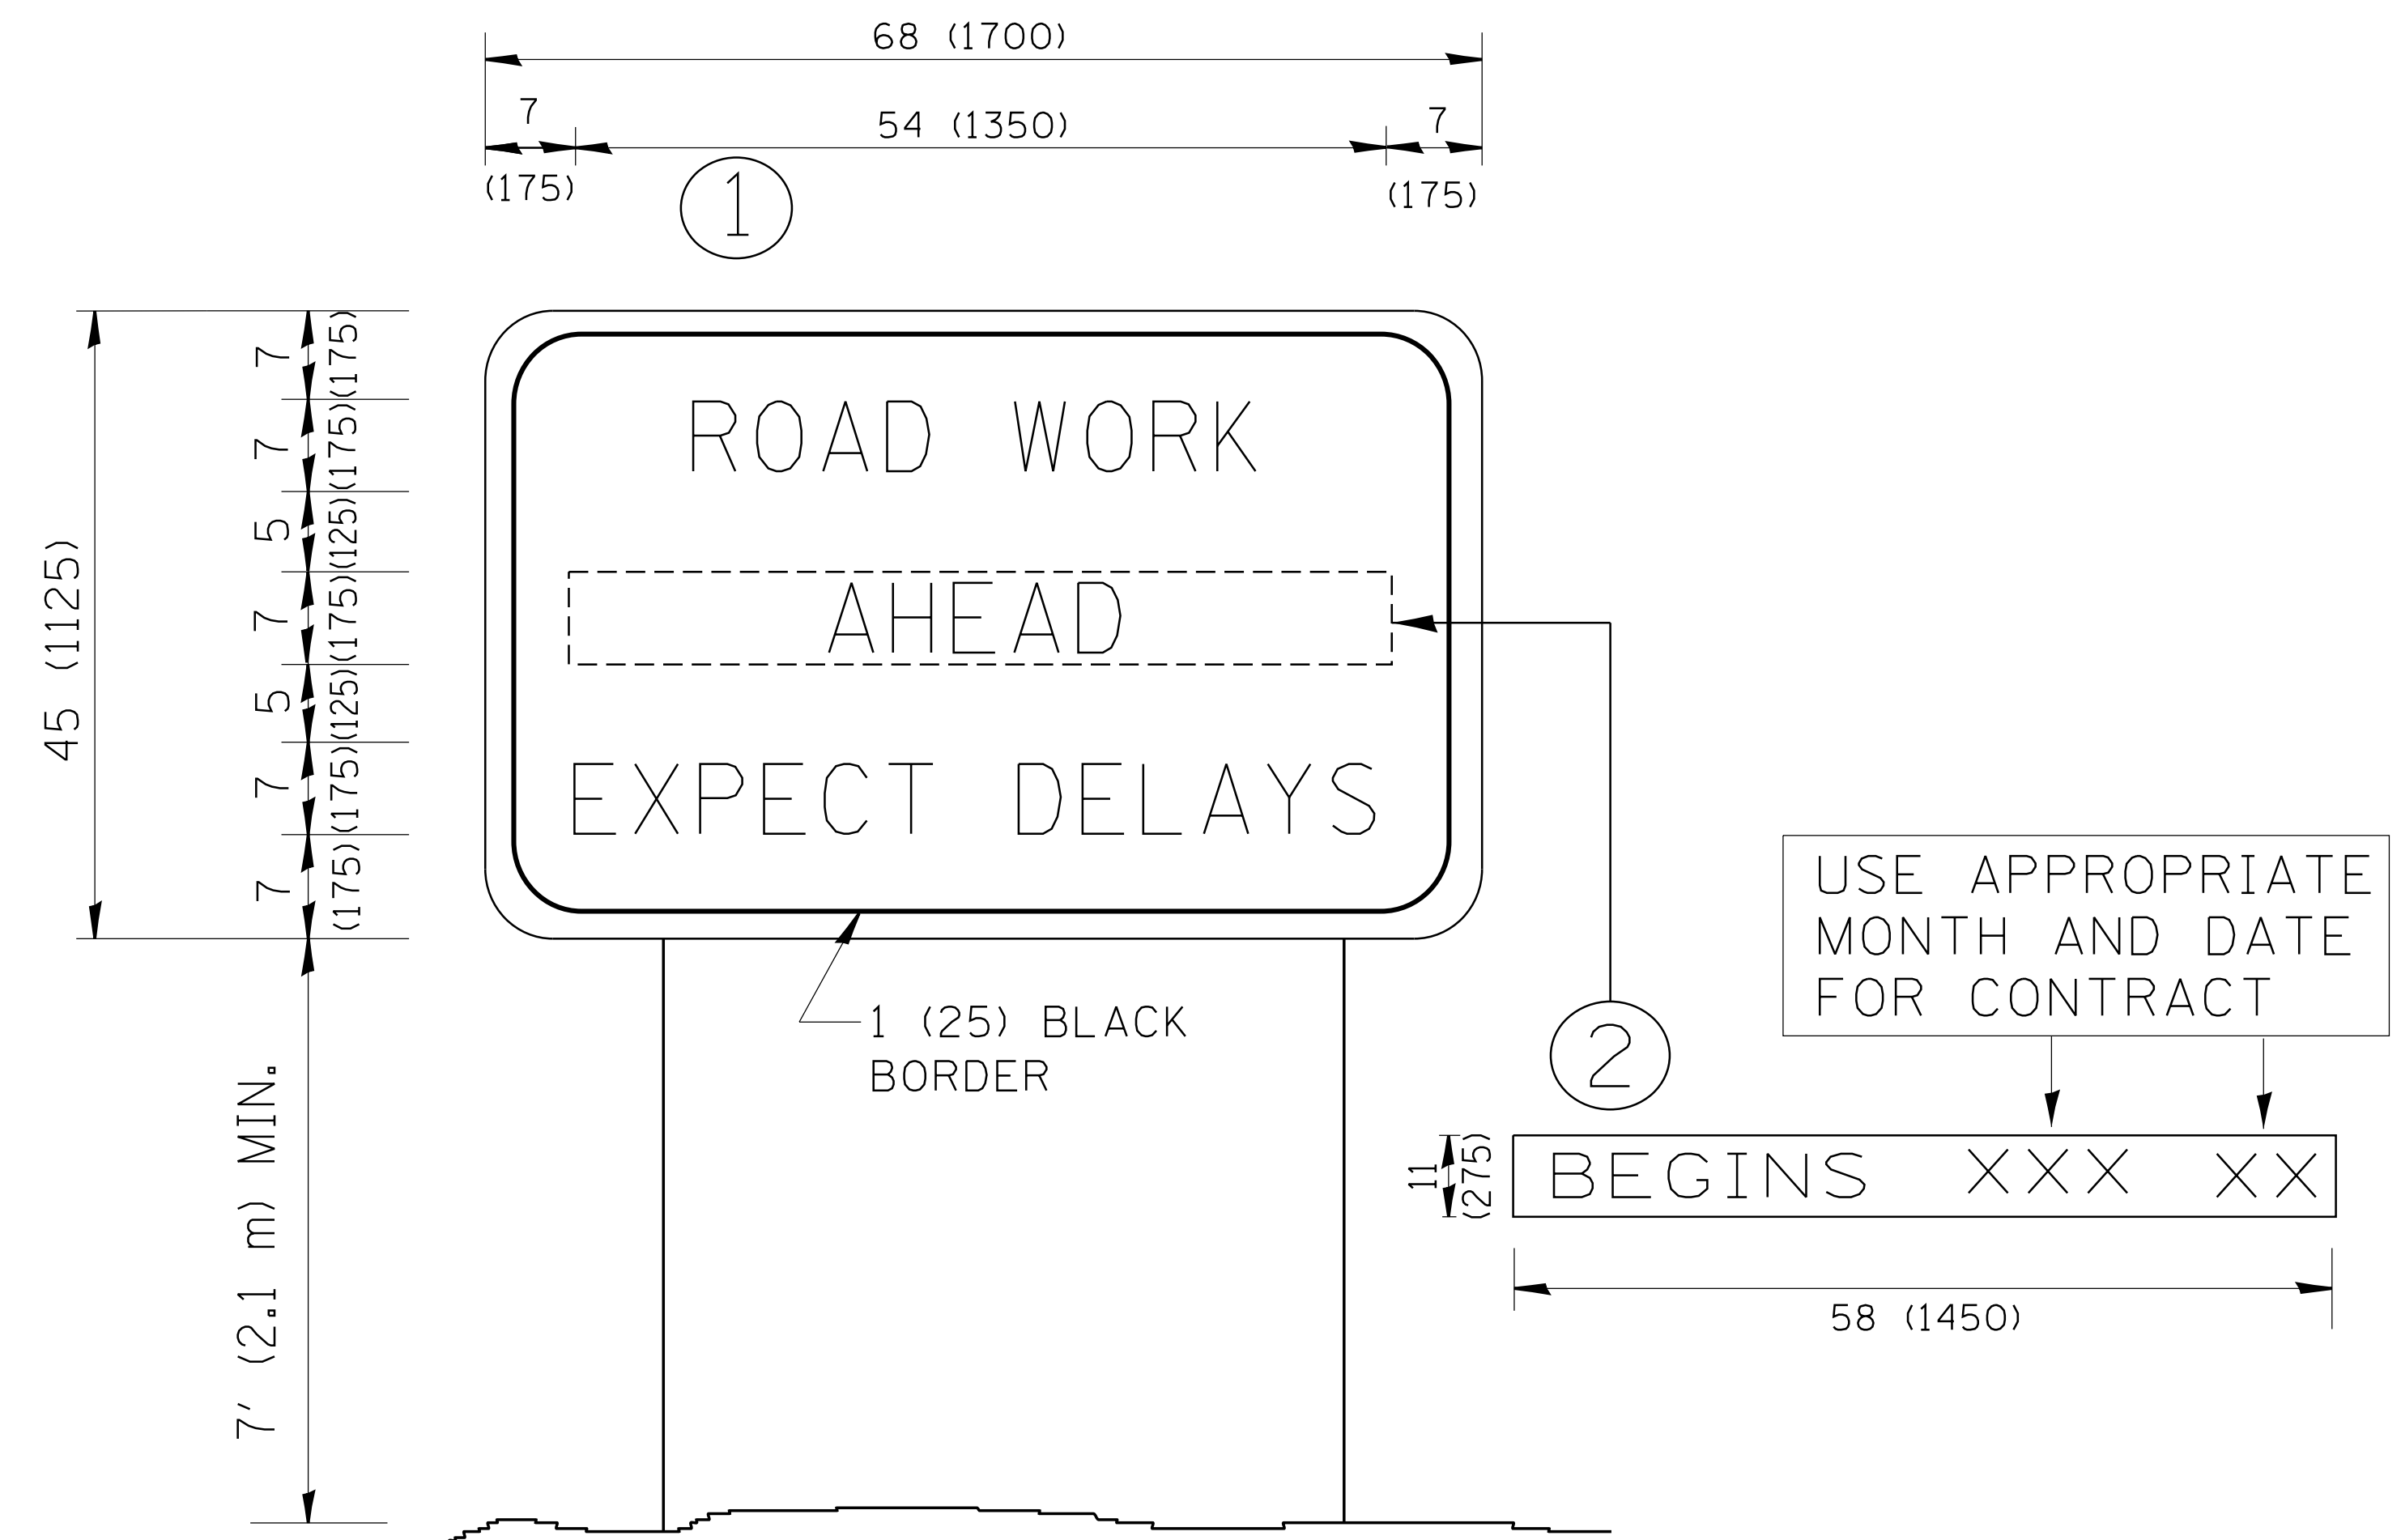 68 (1700)
7
54 (1350)
7
(175)
(175)
1
45 (1125)
7 (175)
7 (175)
5 (125)
7 (175)
5 (125)
7 (175)
7 (175)
7' (2.1 m) MIN.
ROAD WORK
AHEAD
EXPECT DELAYS
1 (25) BLACK
BORDER
2
USE APPROPRIATE
MONTH AND DATE
FOR CONTRACT
11
(275)
BEGINS XXX XX
58 (1450)